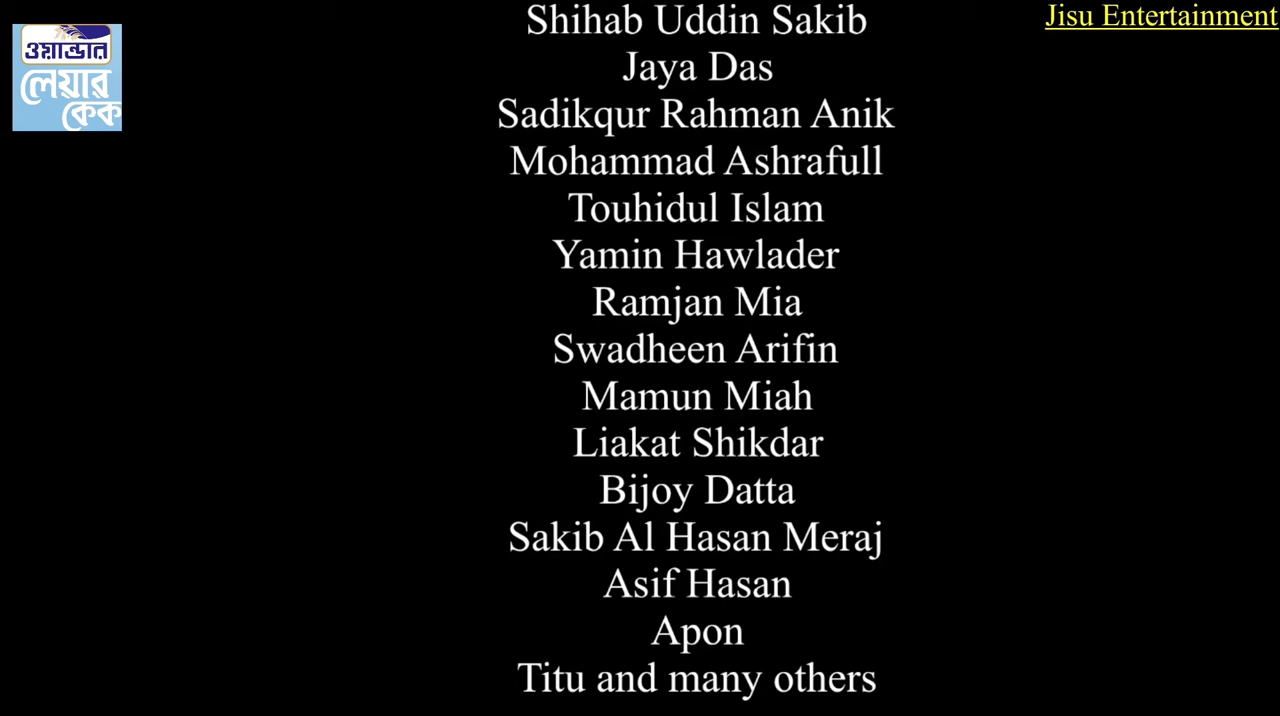 ওয়ান্ডার
লেয়ার
কেক
Jisu Entertainment
Shihab Uddin Sakib
Jaya Das
Sadikqur Rahman Anik
Mohammad Ashrafull
Touhidul Islam
Yamin Hawlader
Ramjan Mia
Swadheen Arifin
Mamun Miah
Liakat Shikdar
Bijoy Datta
Sakib Al Hasan Meraj
Asif Hasan
Apon
Titu and many others